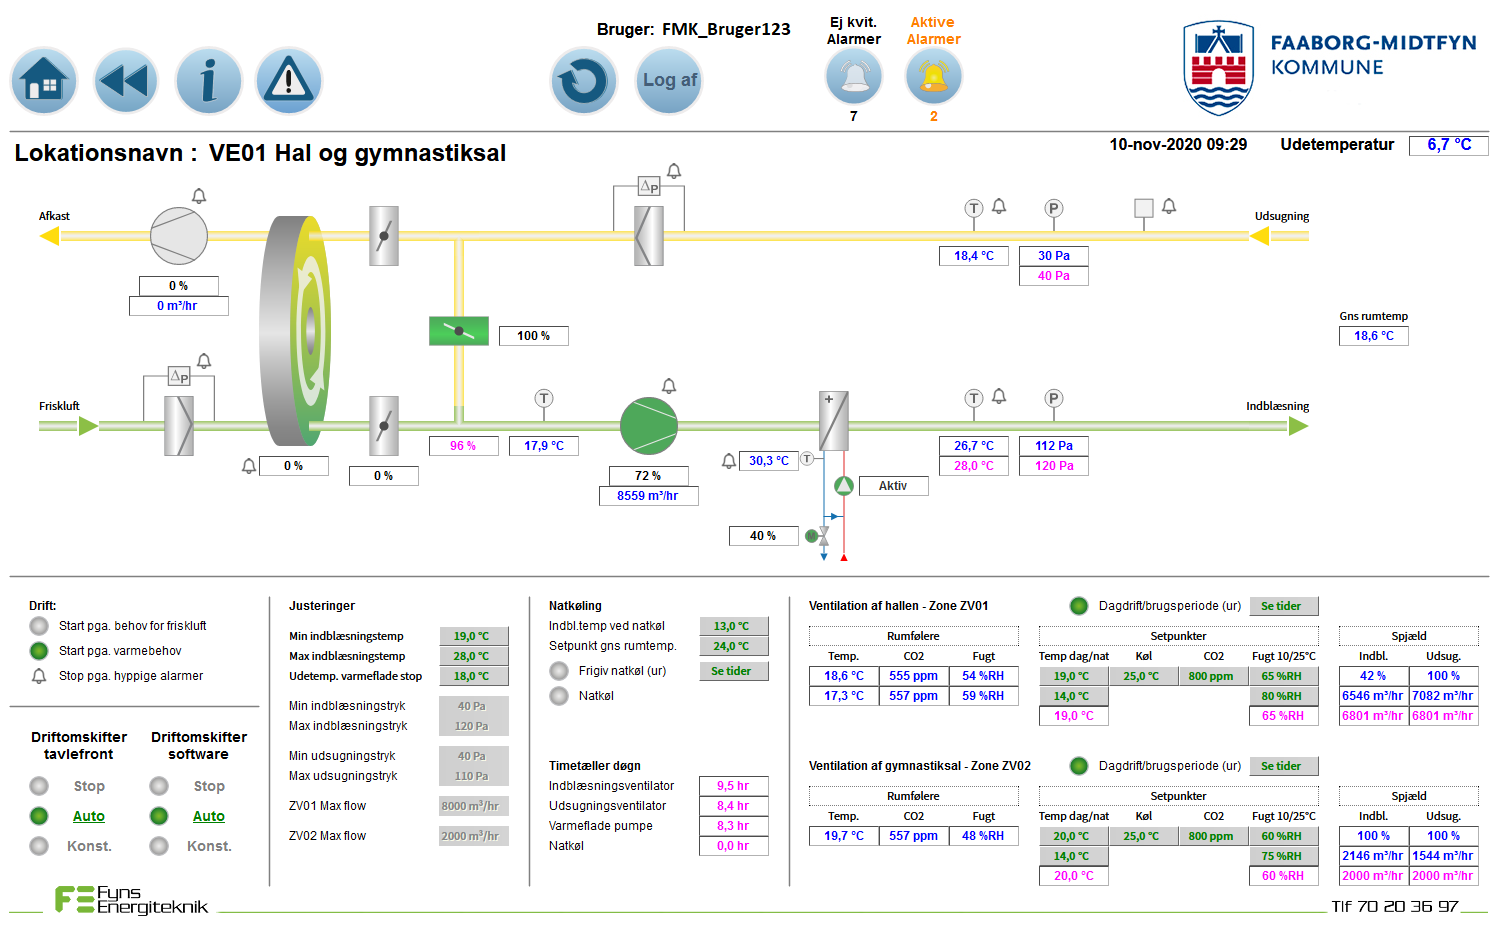 Bruger: FMK_Bruger123
Ej kvit. Alarmer
7
Aktive Alarmer
2
Log af
FAABORG-MIDTFYN
KOMMUNE
Lokationsnavn : VE01 Hal og gymnastiksal
10-nov-2020 09:29 Udetemperatur 6,7 °C
Afkast
ΔP
T
P
Udsugning
0 %
0 m³/hr
18,4 °C
30 Pa
40 Pa
100 %
Gns rumtemp
18,6 °C
ΔP
Friskluft
T
T
P
Indblæsning
0 %
0 %
96 %
17,9 °C
72 %
8559 m³/hr
+
30,3 °C
T
26,7 °C
28,0 °C
112 Pa
120 Pa
Aktiv
40 %
M
Drift:
Start pga. behov for friskluft
Start pga. varmebehov
Stop pga. hyppige alarmer
Driftomskifter tavlefront
Stop
Auto
Konst.
Driftomskifter software
Stop
Auto
Konst.
Justeringer
Min indblæsningstemp 19,0 °C
Max indblæsningstemp 28,0 °C
Udetemp. varmeflade stop 18,0 °C
Min indblæsningstryk 40 Pa
Max indblæsningstryk 120 Pa
Min udsugningstryk 40 Pa
Max udsugningstryk 110 Pa
ZV01 Max flow 8000 m³/hr
ZV02 Max flow 2000 m³/hr
Natkøling
Indbl.temp ved natkøl 13,0 °C
Setpunkt gns rumtemp. 24,0 °C
Frigiv natkøl (ur) Se tider
Natkøl
Timetæller døgn
Indblæsningsventilator 9,5 hr
Udsugningsventilator 8,4 hr
Varmeflade pumpe 8,3 hr
Natkøl 0,0 hr
Ventilation af hallen - Zone ZV01 Dagdrift/brugsperiode (ur) Se tider
Rumfølere Setpunkter Spjæld
Temp. CO2 Fugt Temp dag/nat Køl CO2 Fugt 10/25°C Indbl. Udsug.
18,6 °C 555 ppm 54 %RH 19,0 °C 25,0 °C 800 ppm 65 %RH 42 % 100 %
17,3 °C 557 ppm 59 %RH 14,0 °C 80 %RH 6546 m³/hr 7082 m³/hr
19,0 °C 65 %RH 6801 m³/hr 6801 m³/hr
Ventilation af gymnastiksal - Zone ZV02 Dagdrift/brugsperiode (ur) Se tider
Rumfølere Setpunkter Spjæld
Temp. CO2 Fugt Temp dag/nat Køl CO2 Fugt 10/25°C Indbl. Udsug.
19,7 °C 557 ppm 48 %RH 20,0 °C 25,0 °C 800 ppm 60 %RH 100 % 100 %
14,0 °C 75 %RH 2146 m³/hr 1544 m³/hr
20,0 °C 60 %RH 2000 m³/hr 2000 m³/hr
FE Fyns
Energiteknik
Tlf 70 20 36 97